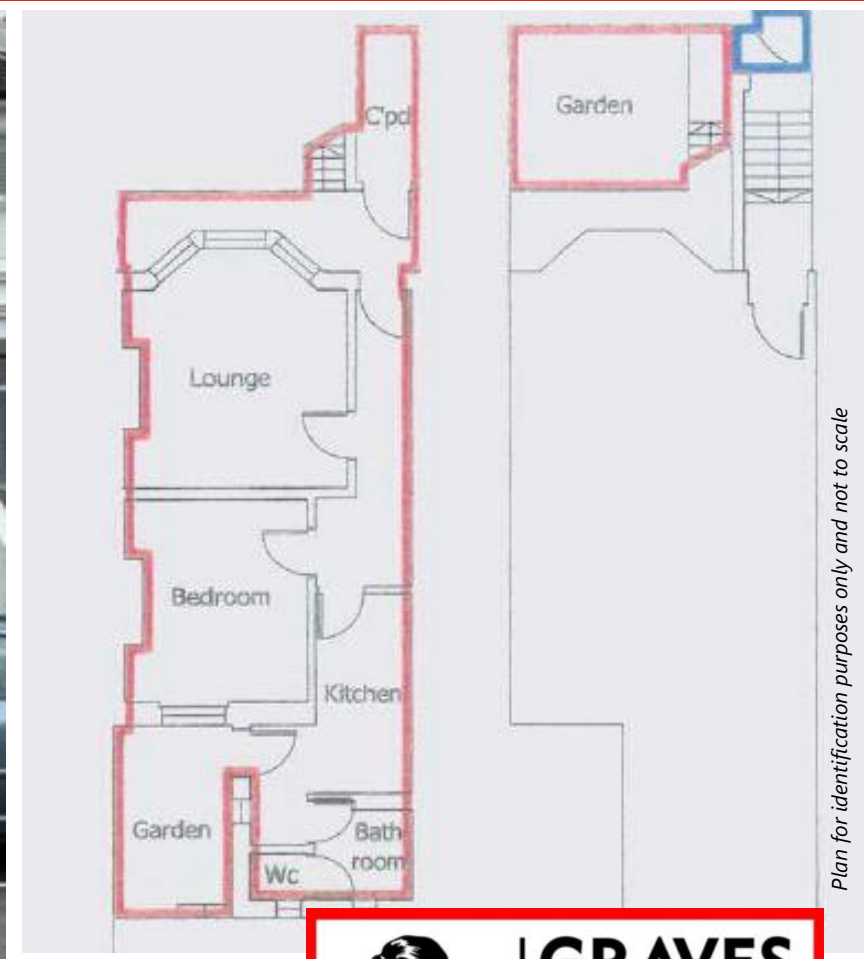 C'pd
Garden
Lounge
Bedroom
Kitchen
Garden
Bath
room
Wc
Plan for identification purposes only and not to scale
GRAVES